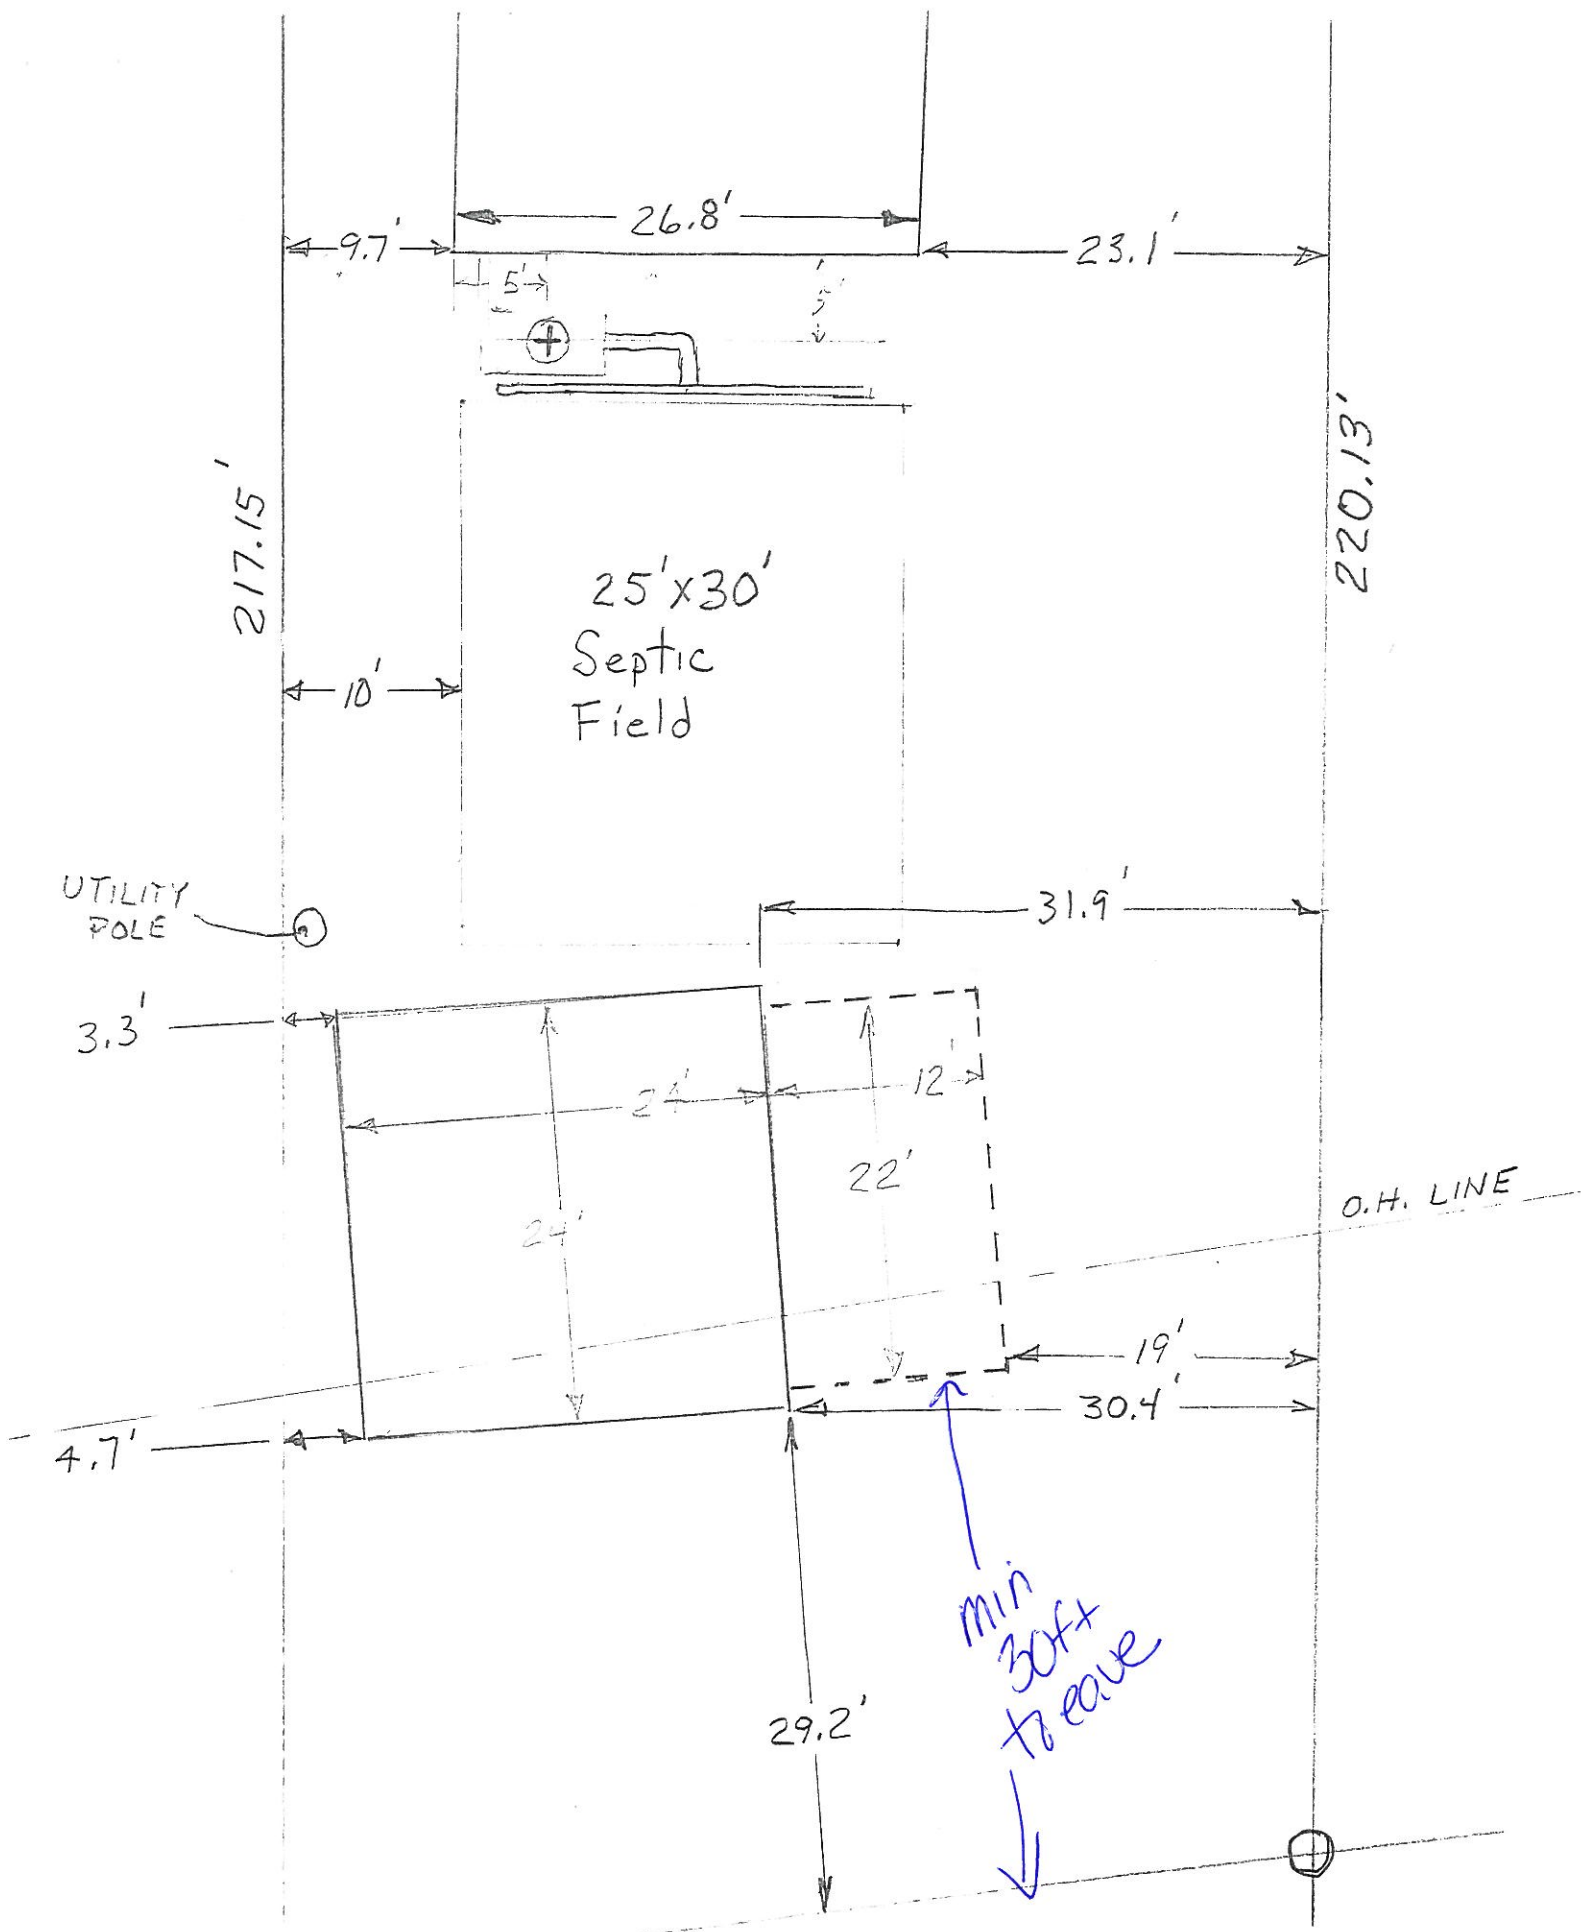 26.8'
9.7'
23.1'
5'
5'
217.15'
220.13'
25'x30'
Septic
Field
10'
UTILITY
POLE
31.9'
3.3'
24'
12'
22'
24'
O.H. LINE
19'
30.4'
4.7'
min
30ft
to eave
29.2'